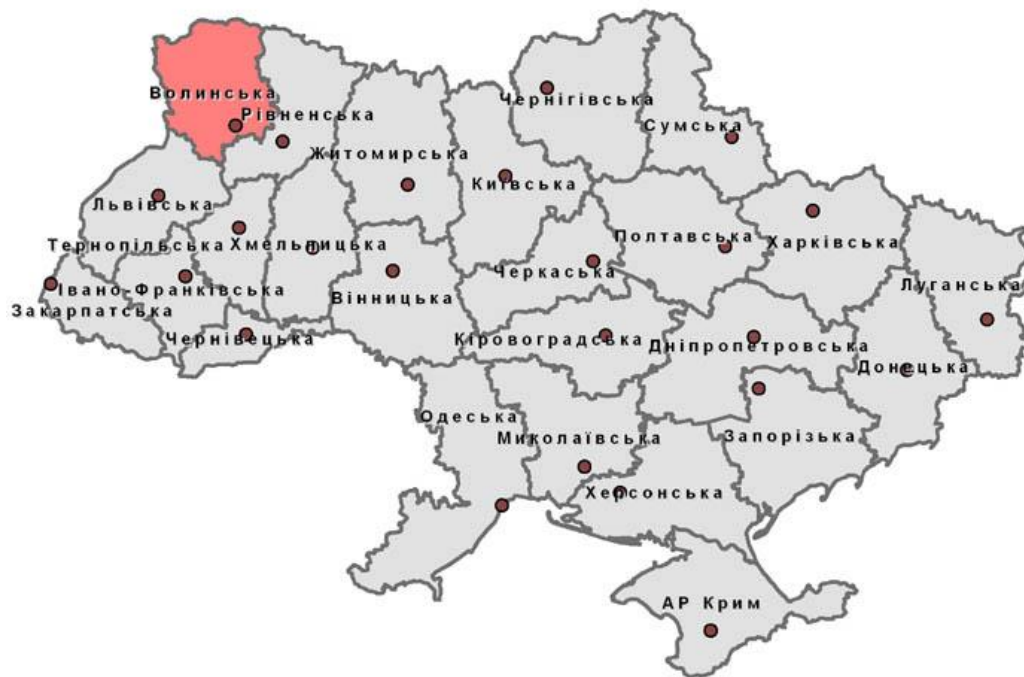 Волинська
Рівненська
Чернігівська
Сумська
Житомирська
Київська
Львівська
Тернопільська
Хмельницька
Полтавська
Харківська
Черкаська
Івано-Франківська
Вінницька
Луганська
Закарпатська
Чернівецька
Кіровоградська
Дніпропетровська
Донецька
Одеська
Миколаївська
Запорізька
Херсонська
АР Крим